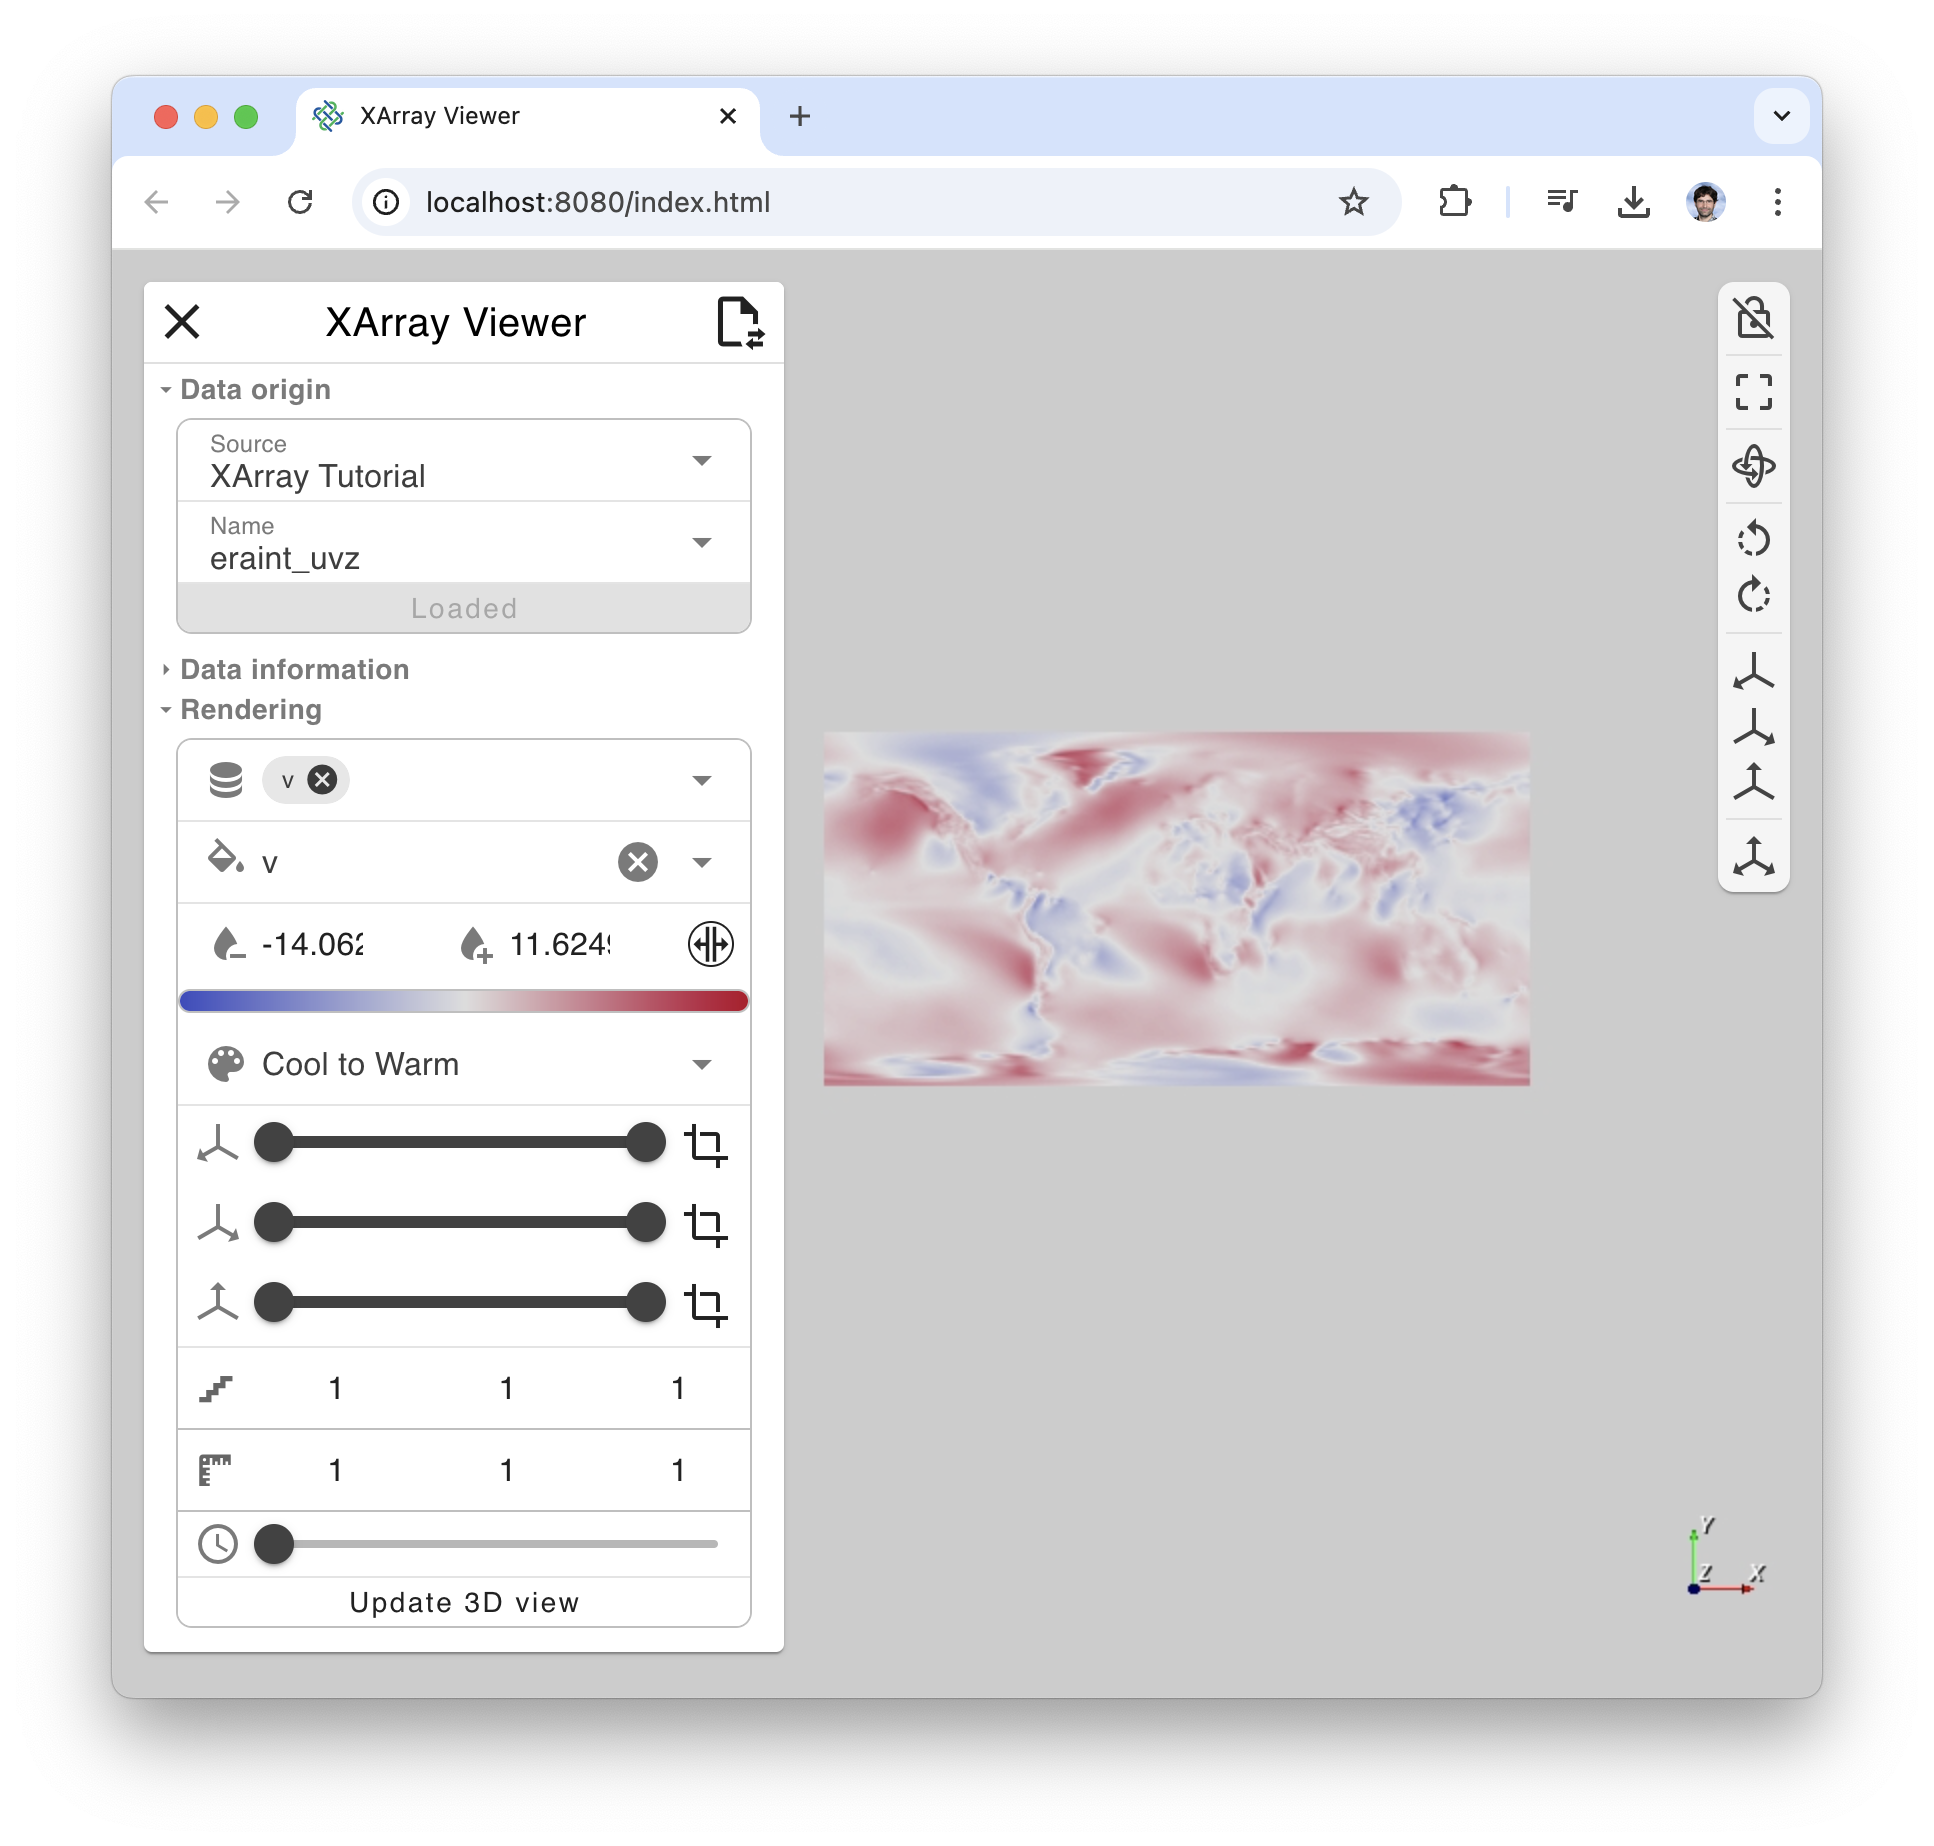 XArray Viewer
localhost:8080/index.html
XArray Viewer
Data origin
Source
XArray Tutorial
Name
eraint_uvz
Loaded
Data information
Rendering
v
v
-14.062 11.624
Cool to Warm
1 1 1
1 1 1
Update 3D view
Y
Z X